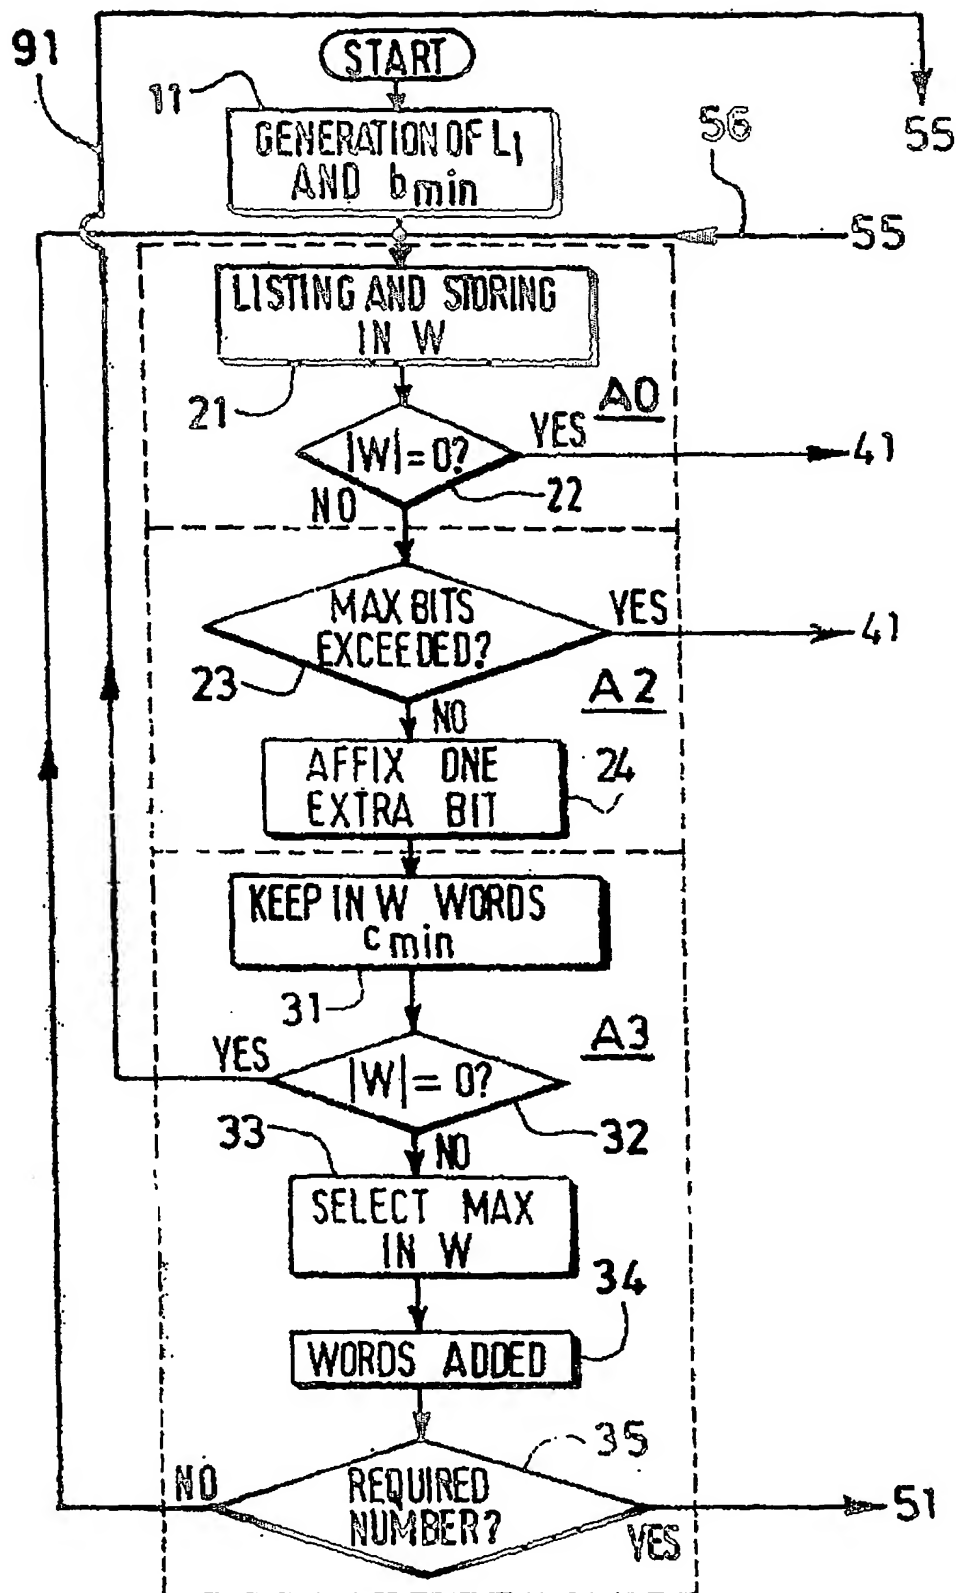 91
START
11
GENERATION OF L1
AND bmin
55
56
55
LISTING AND STORING
IN W
21
A0
|W|=0?
YES
41
22
NO
MAX BITS
EXCEEDED?
YES
41
23
A2
NO
AFFIX ONE
EXTRA BIT
24
KEEP IN W WORDS
cmin
31
A3
YES
|W|= 0?
32
33
NO
SELECT MAX
IN W
34
WORDS ADDED
35
NO
REQUIRED
NUMBER?
51
YES